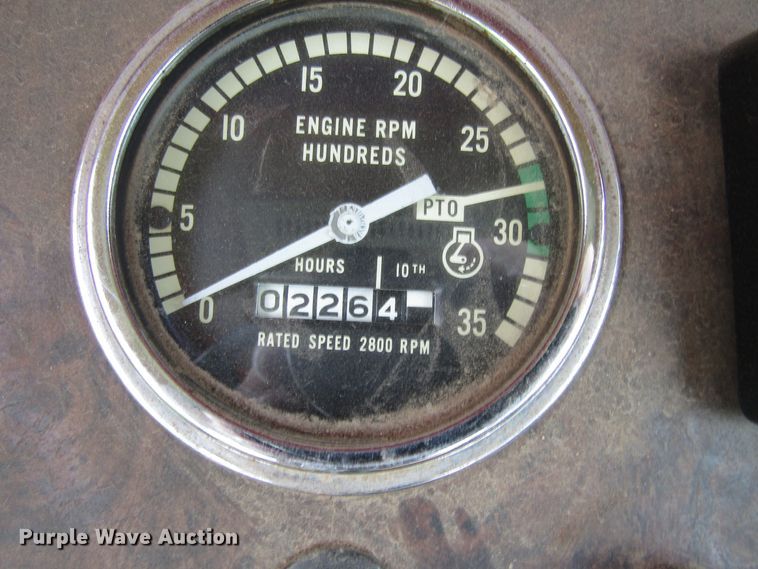 15
20
10
ENGINE RPM
25
HUNDREDS
5
PTO
30
HOURS
10TH
0
02264
35
RATED SPEED 2800 RPM
Purple Wave Auction